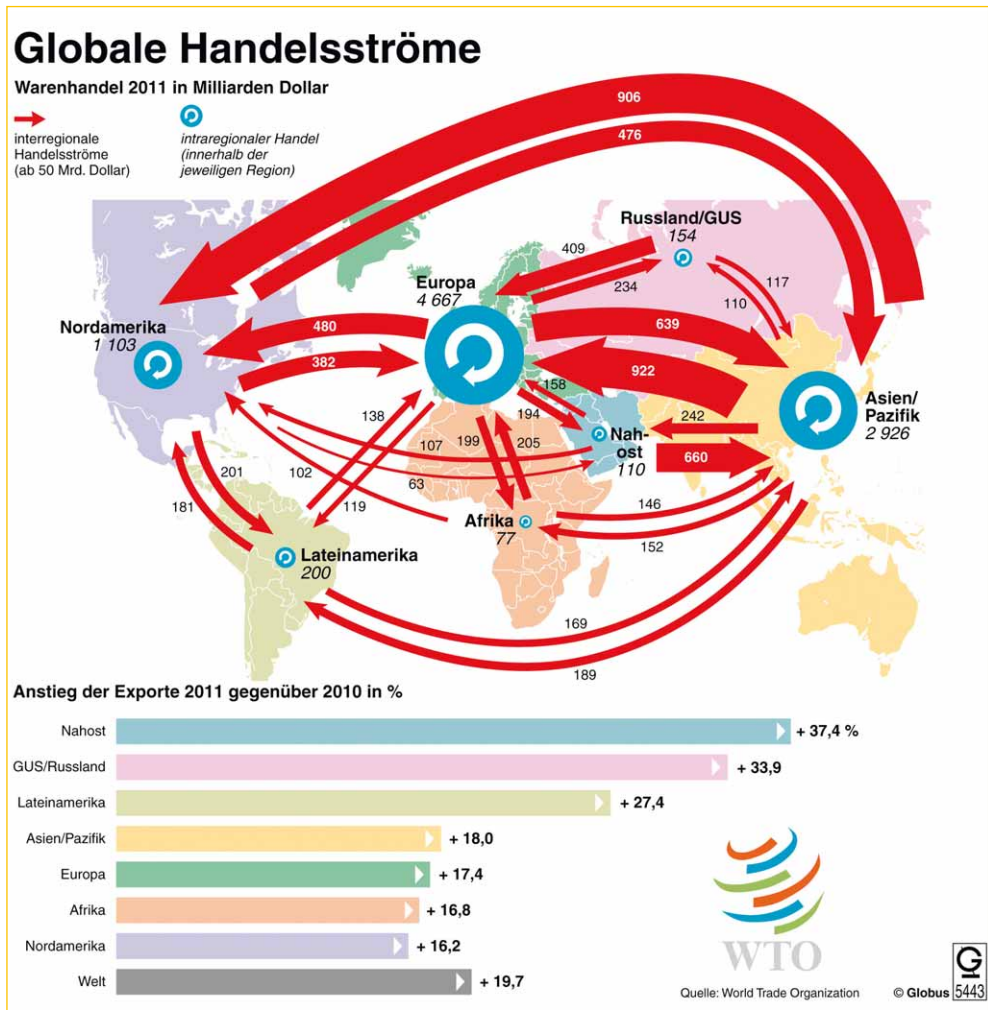 Globale Handelsströme
Warenhandel 2011 in Milliarden Dollar
interregionale
Handelsströme
(ab 50 Mrd. Dollar)
intraregionaler Handel
(innerhalb der
jeweiligen Region)
906
476
Russland/GUS
154
409
234
117
110
Europa
4 667
Nordamerika
1 103
480
382
639
922
Asien/
Pazifik
2 926
158
194
242
Nah-
ost
110
660
138
107
199
205
102
63
119
201
181
Afrika
77
146
152
Lateinamerika
200
169
189
Anstieg der Exporte 2011 gegenüber 2010 in %
Nahost
+ 37,4 %
GUS/Russland
+ 33,9
Lateinamerika
+ 27,4
Asien/Pazifik
+ 18,0
Europa
+ 17,4
Afrika
+ 16,8
Nordamerika
+ 16,2
Welt
+ 19,7
WTO
Quelle: World Trade Organization
© Globus
G
5443